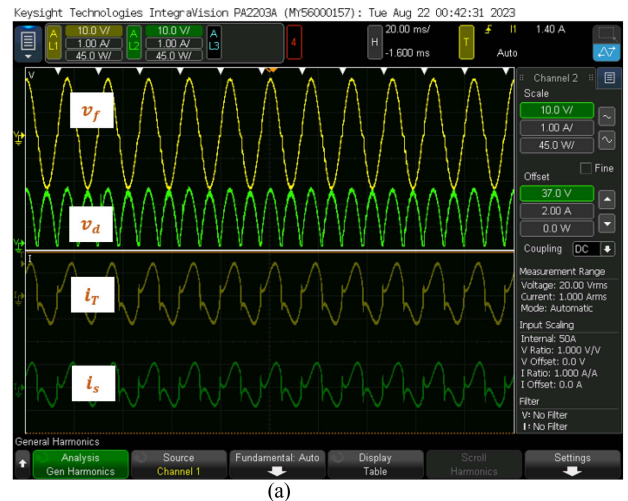 Keysight Technologies IntegraVision PA2203A (MY56000157): Tue Aug 22 00:42:31 2023
A L1 10.0 V/ 1.00 A/ 45.0 W/ A L2 10.0 V/ 1.00 A/ 45.0 W/ A L3 4 H 20.00 ms/ -1.600 ms T I1 1.40 A Auto
V
v_f
v_d
I
i_T
i_s
Channel 2
Scale
10.0 V/
1.00 A/
45.0 W/
Fine
Offset
37.0 V
2.00 A
0.0 W
Coupling DC
Measurement Range
Voltage: 20.00 Vrms
Current: 1.000 Arms
Mode: Automatic
Input Scaling
Internal: 50A
V Ratio: 1.000 V/V
V Offset: 0.0 V
I Ratio: 1.000 A/A
I Offset: 0.0 A
Filter
V: No Filter
I: No Filter
General Harmonics
Analysis Source Fundamental: Auto Display Scroll Settings
Gen Harmonics Channel 1 Table Harmonics
(a)